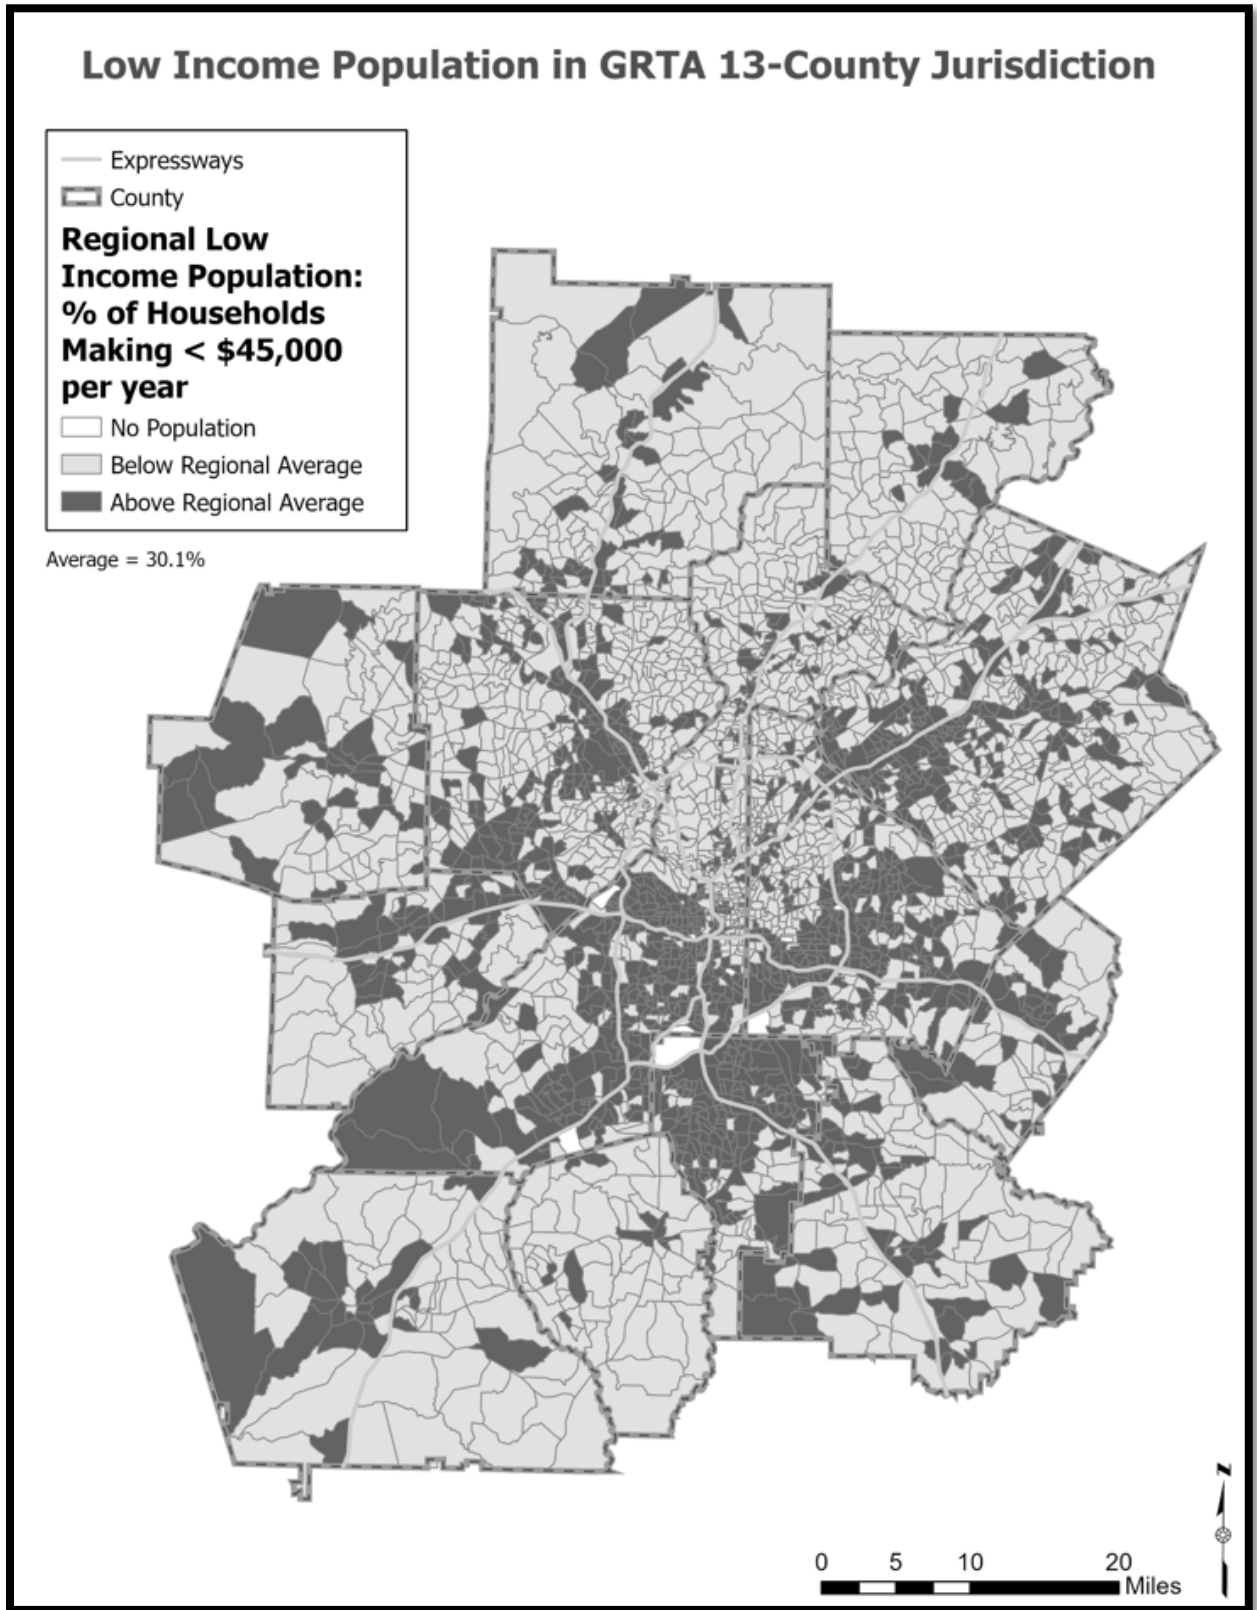 Low Income Population in GRTA 13-County Jurisdiction
Expressways
County
Regional Low
Income Population:
% of Households
Making < $45,000
per year
No Population
Below Regional Average
Above Regional Average
Average = 30.1%
N
0 5 10 20
Miles